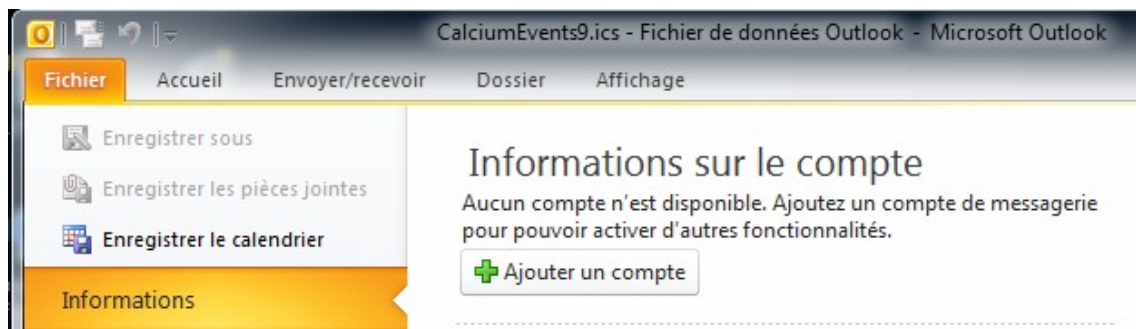 CalciumEvents9.ics - Fichier de données Outlook - Microsoft Outlook
Fichier Accueil Envoyer/recevoir Dossier Affichage
Enregistrer sous
Enregistrer les pièces jointes
Enregistrer le calendrier
Informations
Informations sur le compte
Aucun compte n'est disponible. Ajoutez un compte de messagerie
pour pouvoir activer d'autres fonctionnalités.
Ajouter un compte